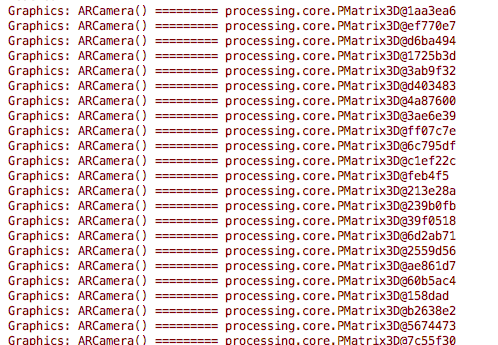 Graphics: ARCamera() ========= processing.core.PMatrix3D@1aa3ea6
Graphics: ARCamera() ========= processing.core.PMatrix3D@ef770e7
Graphics: ARCamera() ========= processing.core.PMatrix3D@d6ba494
Graphics: ARCamera() ========= processing.core.PMatrix3D@1725b3d
Graphics: ARCamera() ========= processing.core.PMatrix3D@3ab9f32
Graphics: ARCamera() ========= processing.core.PMatrix3D@d403483
Graphics: ARCamera() ========= processing.core.PMatrix3D@4a87600
Graphics: ARCamera() ========= processing.core.PMatrix3D@3ae6e39
Graphics: ARCamera() ========= processing.core.PMatrix3D@ff07c7e
Graphics: ARCamera() ========= processing.core.PMatrix3D@6c795df
Graphics: ARCamera() ========= processing.core.PMatrix3D@c1ef22c
Graphics: ARCamera() ========= processing.core.PMatrix3D@feb4f5
Graphics: ARCamera() ========= processing.core.PMatrix3D@213e28a
Graphics: ARCamera() ========= processing.core.PMatrix3D@239b0fb
Graphics: ARCamera() ========= processing.core.PMatrix3D@39f0518
Graphics: ARCamera() ========= processing.core.PMatrix3D@6d2ab71
Graphics: ARCamera() ========= processing.core.PMatrix3D@2559d56
Graphics: ARCamera() ========= processing.core.PMatrix3D@ae861d7
Graphics: ARCamera() ========= processing.core.PMatrix3D@60b5ac4
Graphics: ARCamera() ========= processing.core.PMatrix3D@158dad
Graphics: ARCamera() ========= processing.core.PMatrix3D@b2638e2
Graphics: ARCamera() ========= processing.core.PMatrix3D@5674473
Graphics: ARCamera() ========= processing.core.PMatrix3D@7c55f30